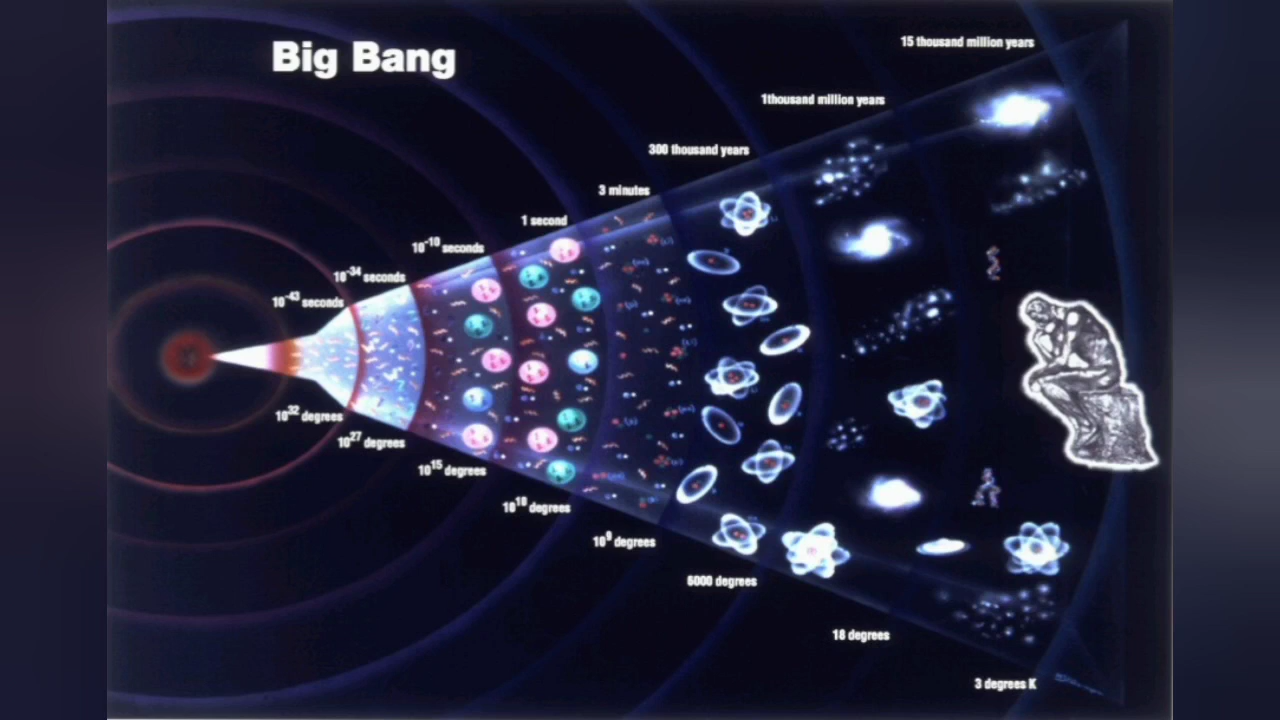 Big Bang
15 thousand million years
1thousand million years
300 thousand years
3 minutes
1 second
10⁻¹⁰ seconds
10⁻³⁴ seconds
10⁻⁴³ seconds
10³² degrees
10²⁷ degrees
10¹⁵ degrees
10¹⁰ degrees
10⁹ degrees
6000 degrees
18 degrees
3 degrees K